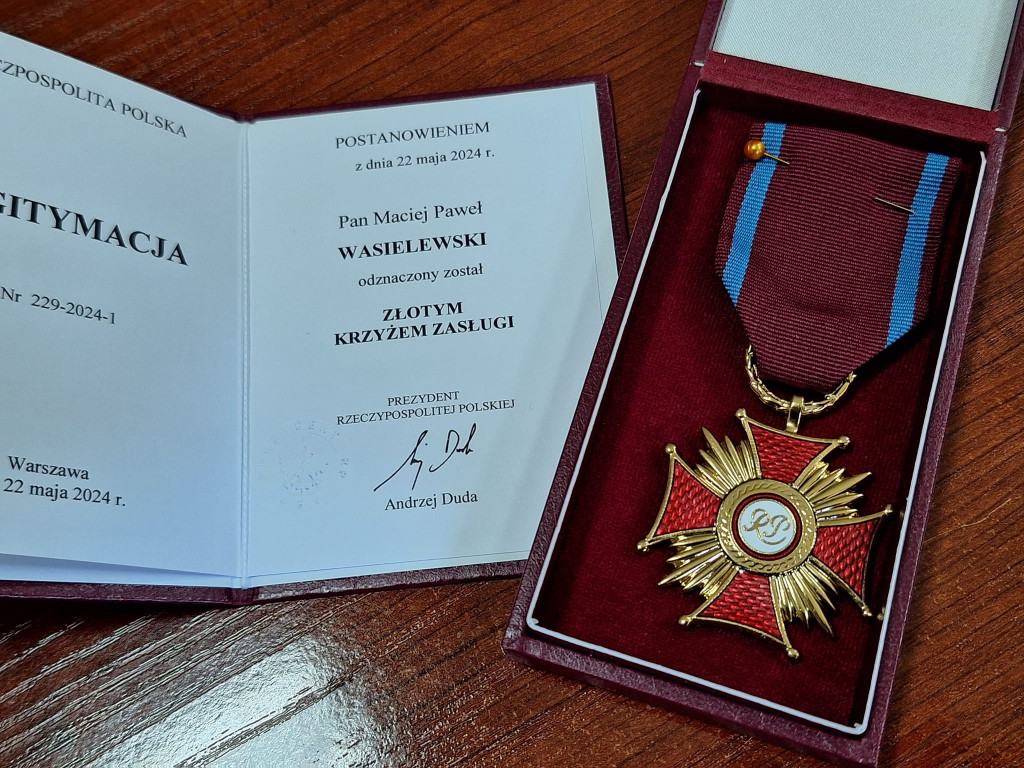 ZPOSPOLITA POLSKA
GITYMACJA
Nr 229-2024-1
Warszawa
22 maja 2024 r.
POSTANOWIENIEM
z dnia 22 maja 2024 r.
Pan Maciej Paweł
WASIELEWSKI
odznaczony został
ZŁOTYM
KRZYŻEM ZASŁUGI
PREZYDENT
RZECZYPOSPOLITEJ POLSKIEJ
Andrzej Duda
RP